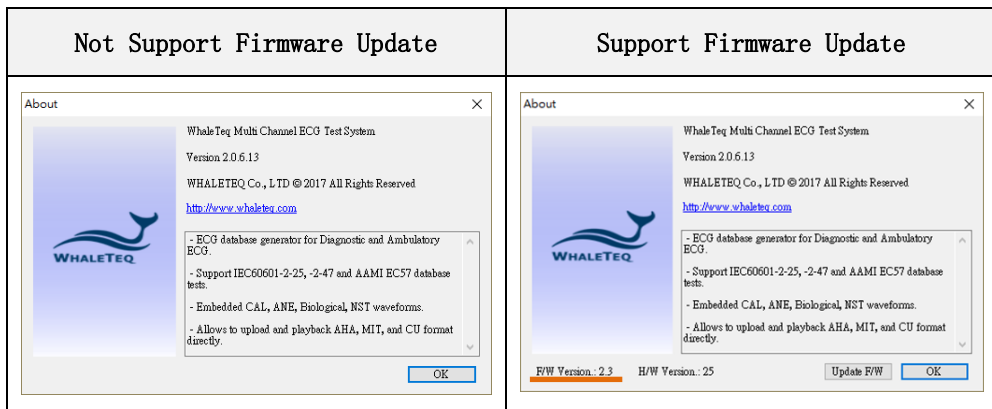 Not Support Firmware Update
Support Firmware Update
About
WhaleTeq Multi Channel ECG Test System
Version 2.0.6.13
WHALETEQ Co., LTD © 2017 All Rights Reserved
http://www.whaleteq.com
- ECG database generator for Diagnostic and Ambulatory
ECG.
- Support IEC60601-2-25, -2-47 and AAMI EC57 database
tests.
- Embedded CAL, ANE, Biological, NST waveforms.
- Allows to upload and playback AHA, MIT, and CU format
directly.
WHALETEQ
OK
About
WhaleTeq Multi Channel ECG Test System
Version 2.0.6.13
WHALETEQ Co., LTD © 2017 All Rights Reserved
http://www.whaleteq.com
- ECG database generator for Diagnostic and Ambulatory
ECG.
- Support IEC60601-2-25, -2-47 and AAMI EC57 database
tests.
- Embedded CAL, ANE, Biological, NST waveforms.
- Allows to upload and playback AHA, MIT, and CU format
directly.
WHALETEQ
F/W Version.: 2.3 H/W Version.: 25 Update F/W OK